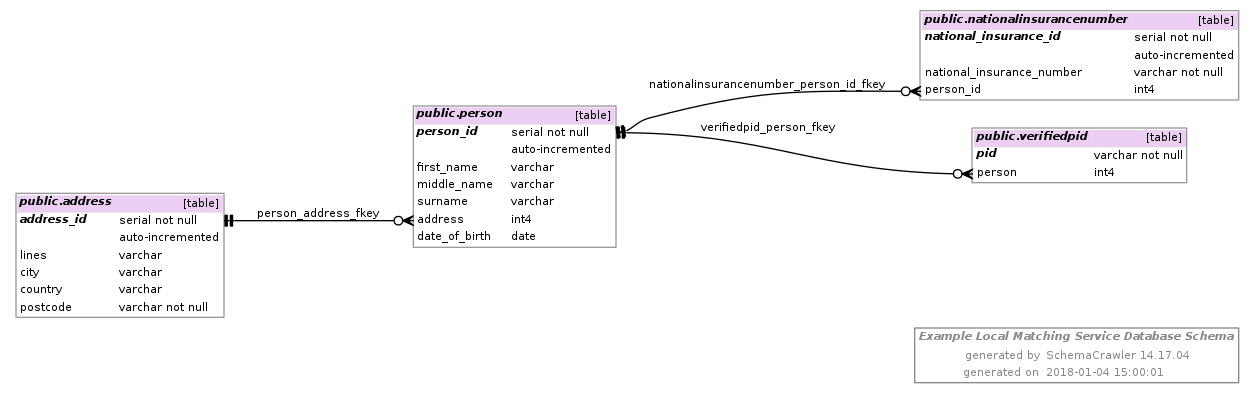 public.nationalinsurancenumber [table]
national_insurance_id serial not null
auto-incremented
national_insurance_number varchar not null
person_id int4
nationalinsurancenumber_person_id_fkey
public.person [table]
person_id serial not null
auto-incremented
first_name varchar
middle_name varchar
surname varchar
address int4
date_of_birth date
verifiedpid_person_fkey
public.verifiedpid [table]
pid varchar not null
person int4
public.address [table]
address_id serial not null
auto-incremented
lines varchar
city varchar
country varchar
postcode varchar not null
person_address_fkey
Example Local Matching Service Database Schema
generated by SchemaCrawler 14.17.04
generated on 2018-01-04 15:00:01